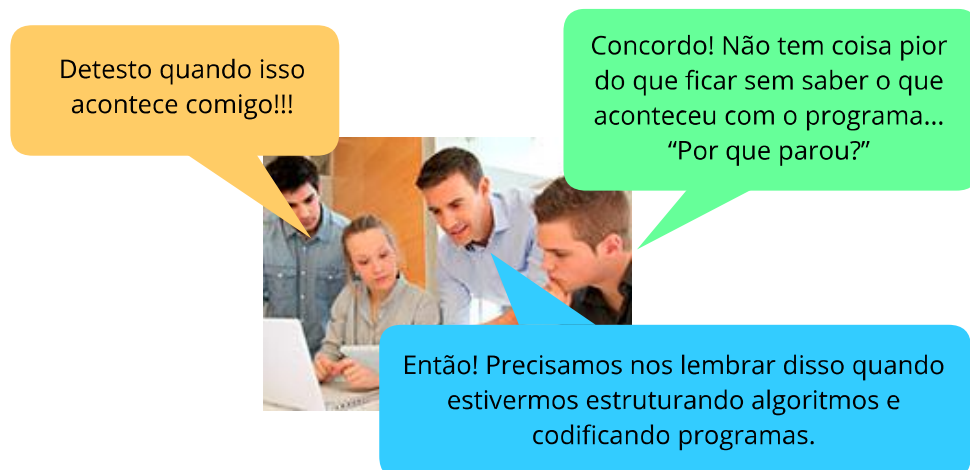 Detesto quando isso
acontece comigo!!!
Concordo! Não tem coisa pior
do que ficar sem saber o que
aconteceu com o programa...
“Por que parou?”
Então! Precisamos nos lembrar disso quando
estivermos estruturando algoritmos e
codificando programas.